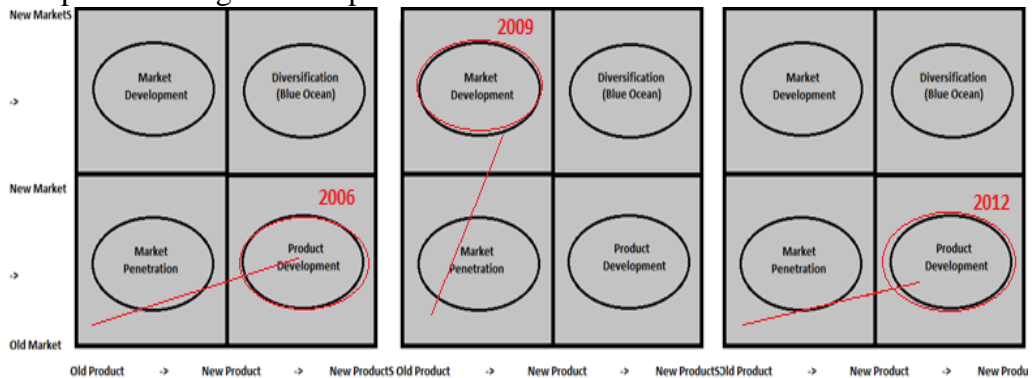 New MarketS
2009
Market
Development
Diversification
(Blue Ocean)
Market
Development
Diversification
(Blue Ocean)
Market
Development
Diversification
(Blue Ocean)
->
New Market
2006
2012
Market
Penetration
Product
Development
Market
Penetration
Product
Development
Market
Penetration
Product
Development
->
Old Market
Old Product -> New Product -> New ProductS Old Product -> New Product -> New ProductS Old Product -> New Product -> New Produ